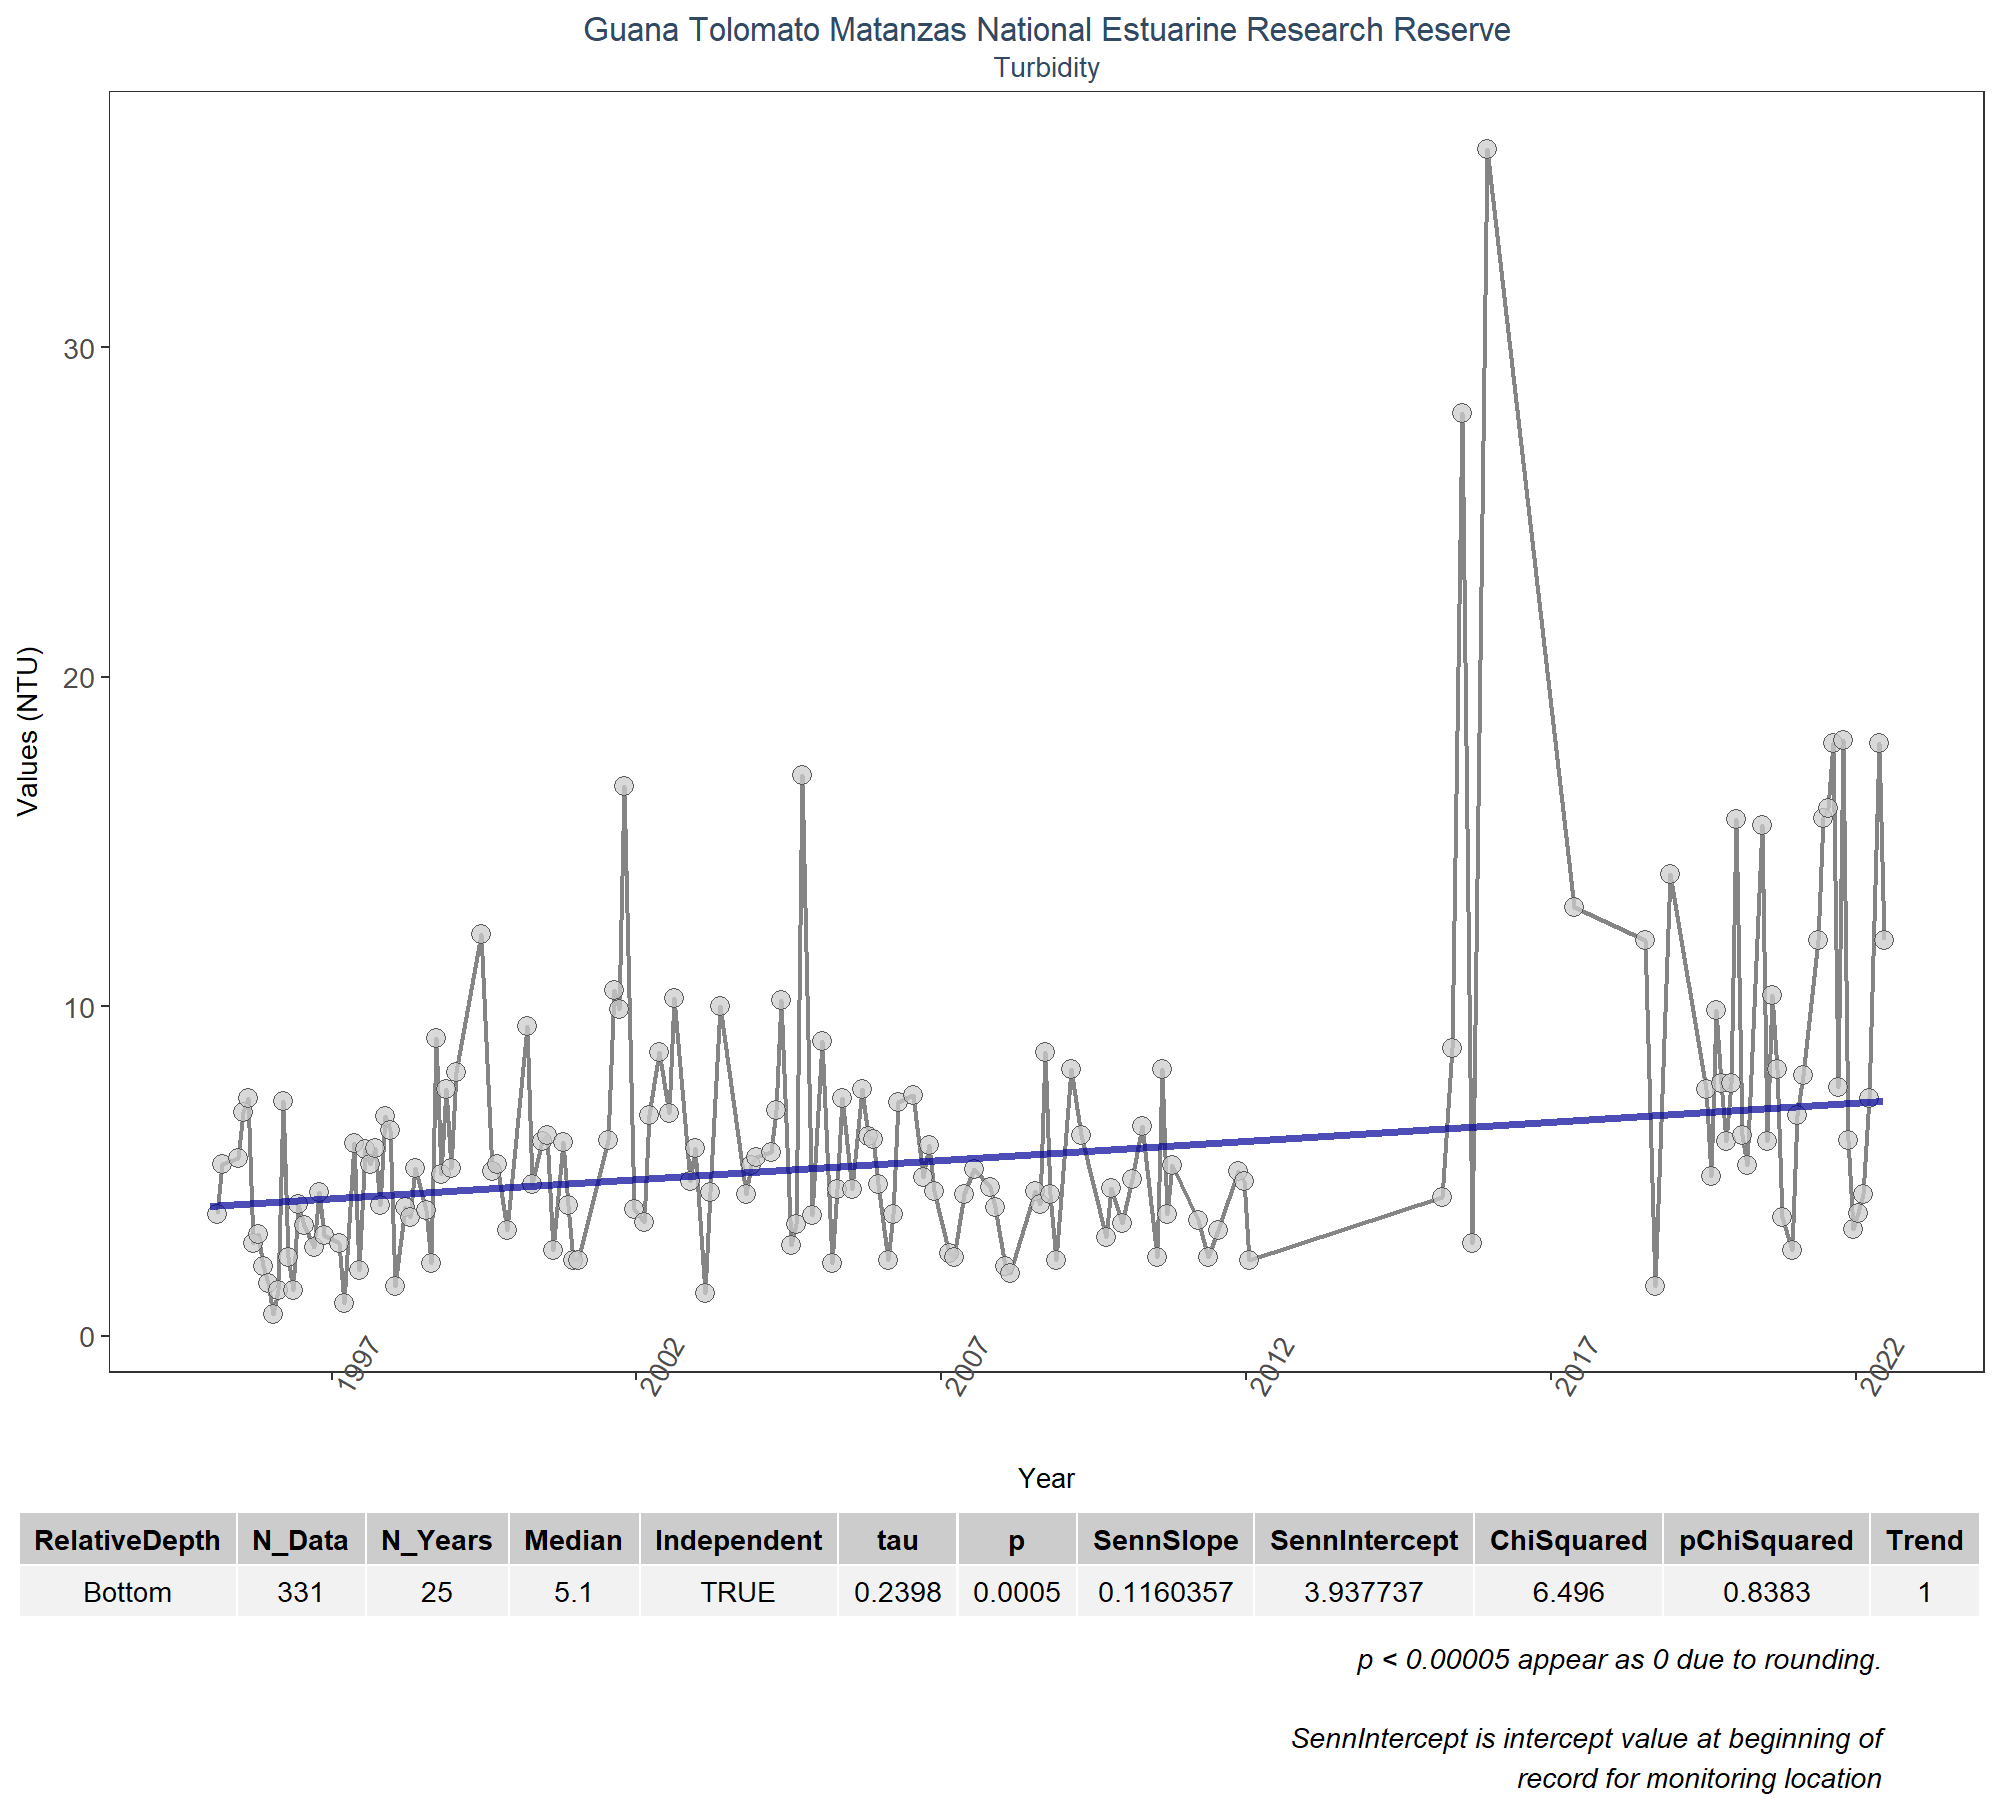 Guana Tolomato Matanzas National Estuarine Research Reserve
Turbidity
Values (NTU)
30
20
10
0
1997 2002 2007 2012 2017 2022
Year
RelativeDepth N_Data N_Years Median Independent tau p SennSlope SennIntercept ChiSquared pChiSquared Trend
Bottom 331 25 5.1 TRUE 0.2398 0.0005 0.1160357 3.937737 6.496 0.8383 1
p < 0.00005 appear as 0 due to rounding.
SennIntercept is intercept value at beginning of
record for monitoring location